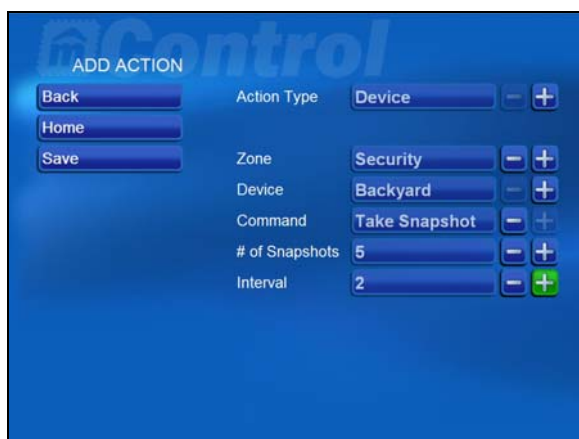 mControl
ADD ACTION
Back
Home
Save
Action Type Device - +
Zone Security - +
Device Backyard - +
Command Take Snapshot - +
# of Snapshots 5 - +
Interval 2 - +